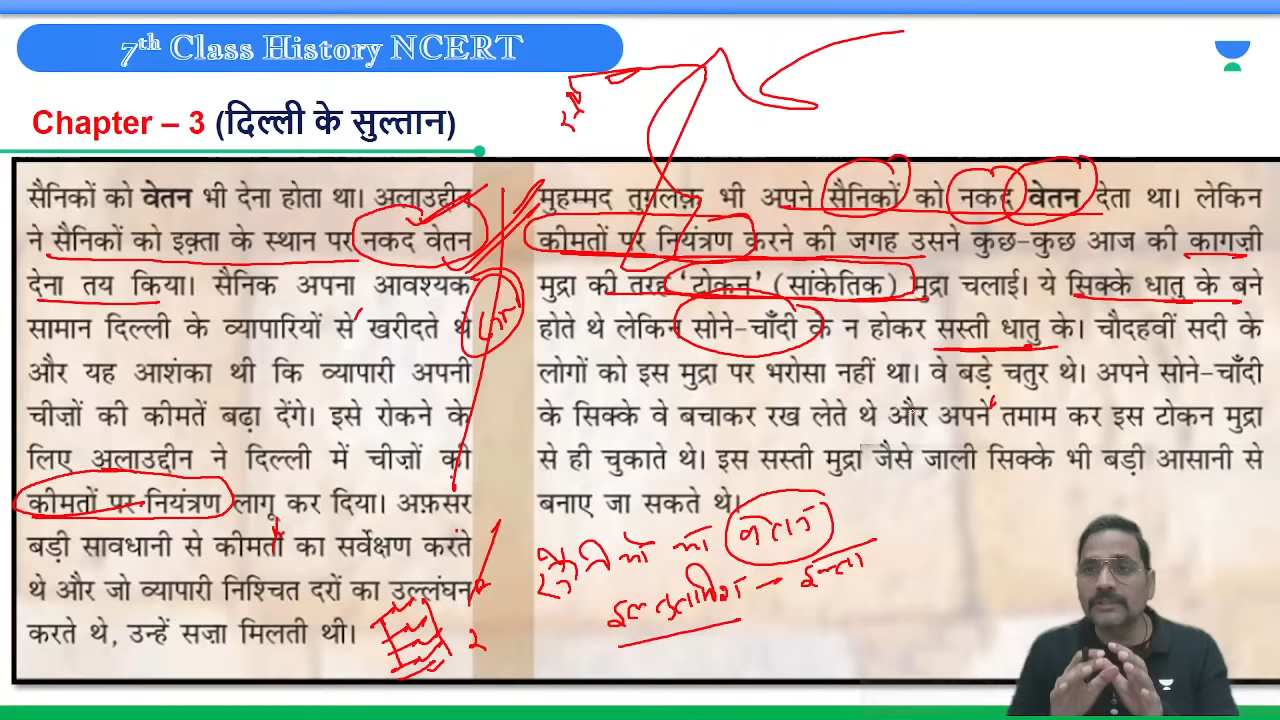 7th Class History NCERT
Chapter – 3 (दिल्ली के सुल्तान)
सैनिकों को वेतन भी देना होता था। अलाउद्दीन
ने सैनिकों को इक़्ता के स्थान पर नकद वेतन
देना तय किया। सैनिक अपना आवश्यक
सामान दिल्ली के व्यापारियों से खरीदते थे
और यह आशंका थी कि व्यापारी अपनी
चीज़ों की कीमतें बढ़ा देंगे। इसे रोकने के
लिए अलाउद्दीन ने दिल्ली में चीज़ों की
कीमतों पर नियंत्रण लागू कर दिया। अफ़सर
बड़ी सावधानी से कीमतों का सर्वेक्षण करते
थे और जो व्यापारी निश्चित दरों का उल्लंघन
करते थे, उन्हें सज़ा मिलती थी।
2
मुहम्मद तुग़लक़ भी अपने सैनिकों को नकद वेतन देता था। लेकिन
कीमतों पर नियंत्रण करने की जगह उसने कुछ-कुछ आज की कागज़ी
मुद्रा की तरह ‘टोकन’ (सांकेतिक) मुद्रा चलाई। ये सिक्के धातु के बने
होते थे लेकिन सोने-चाँदी के न होकर सस्ती धातु के। चौदहवीं सदी के
लोगों को इस मुद्रा पर भरोसा नहीं था। वे बड़े चतुर थे। अपने सोने-चाँदी
के सिक्के वे बचाकर रख लेते थे और अपने तमाम कर इस टोकन मुद्रा
से ही चुकाते थे। इस सस्ती मुद्रा जैसे जाली सिक्के भी बड़ी आसानी से
बनाए जा सकते थे।
सैनिकों का वेतन
इल्तुतमिश – इक्ता